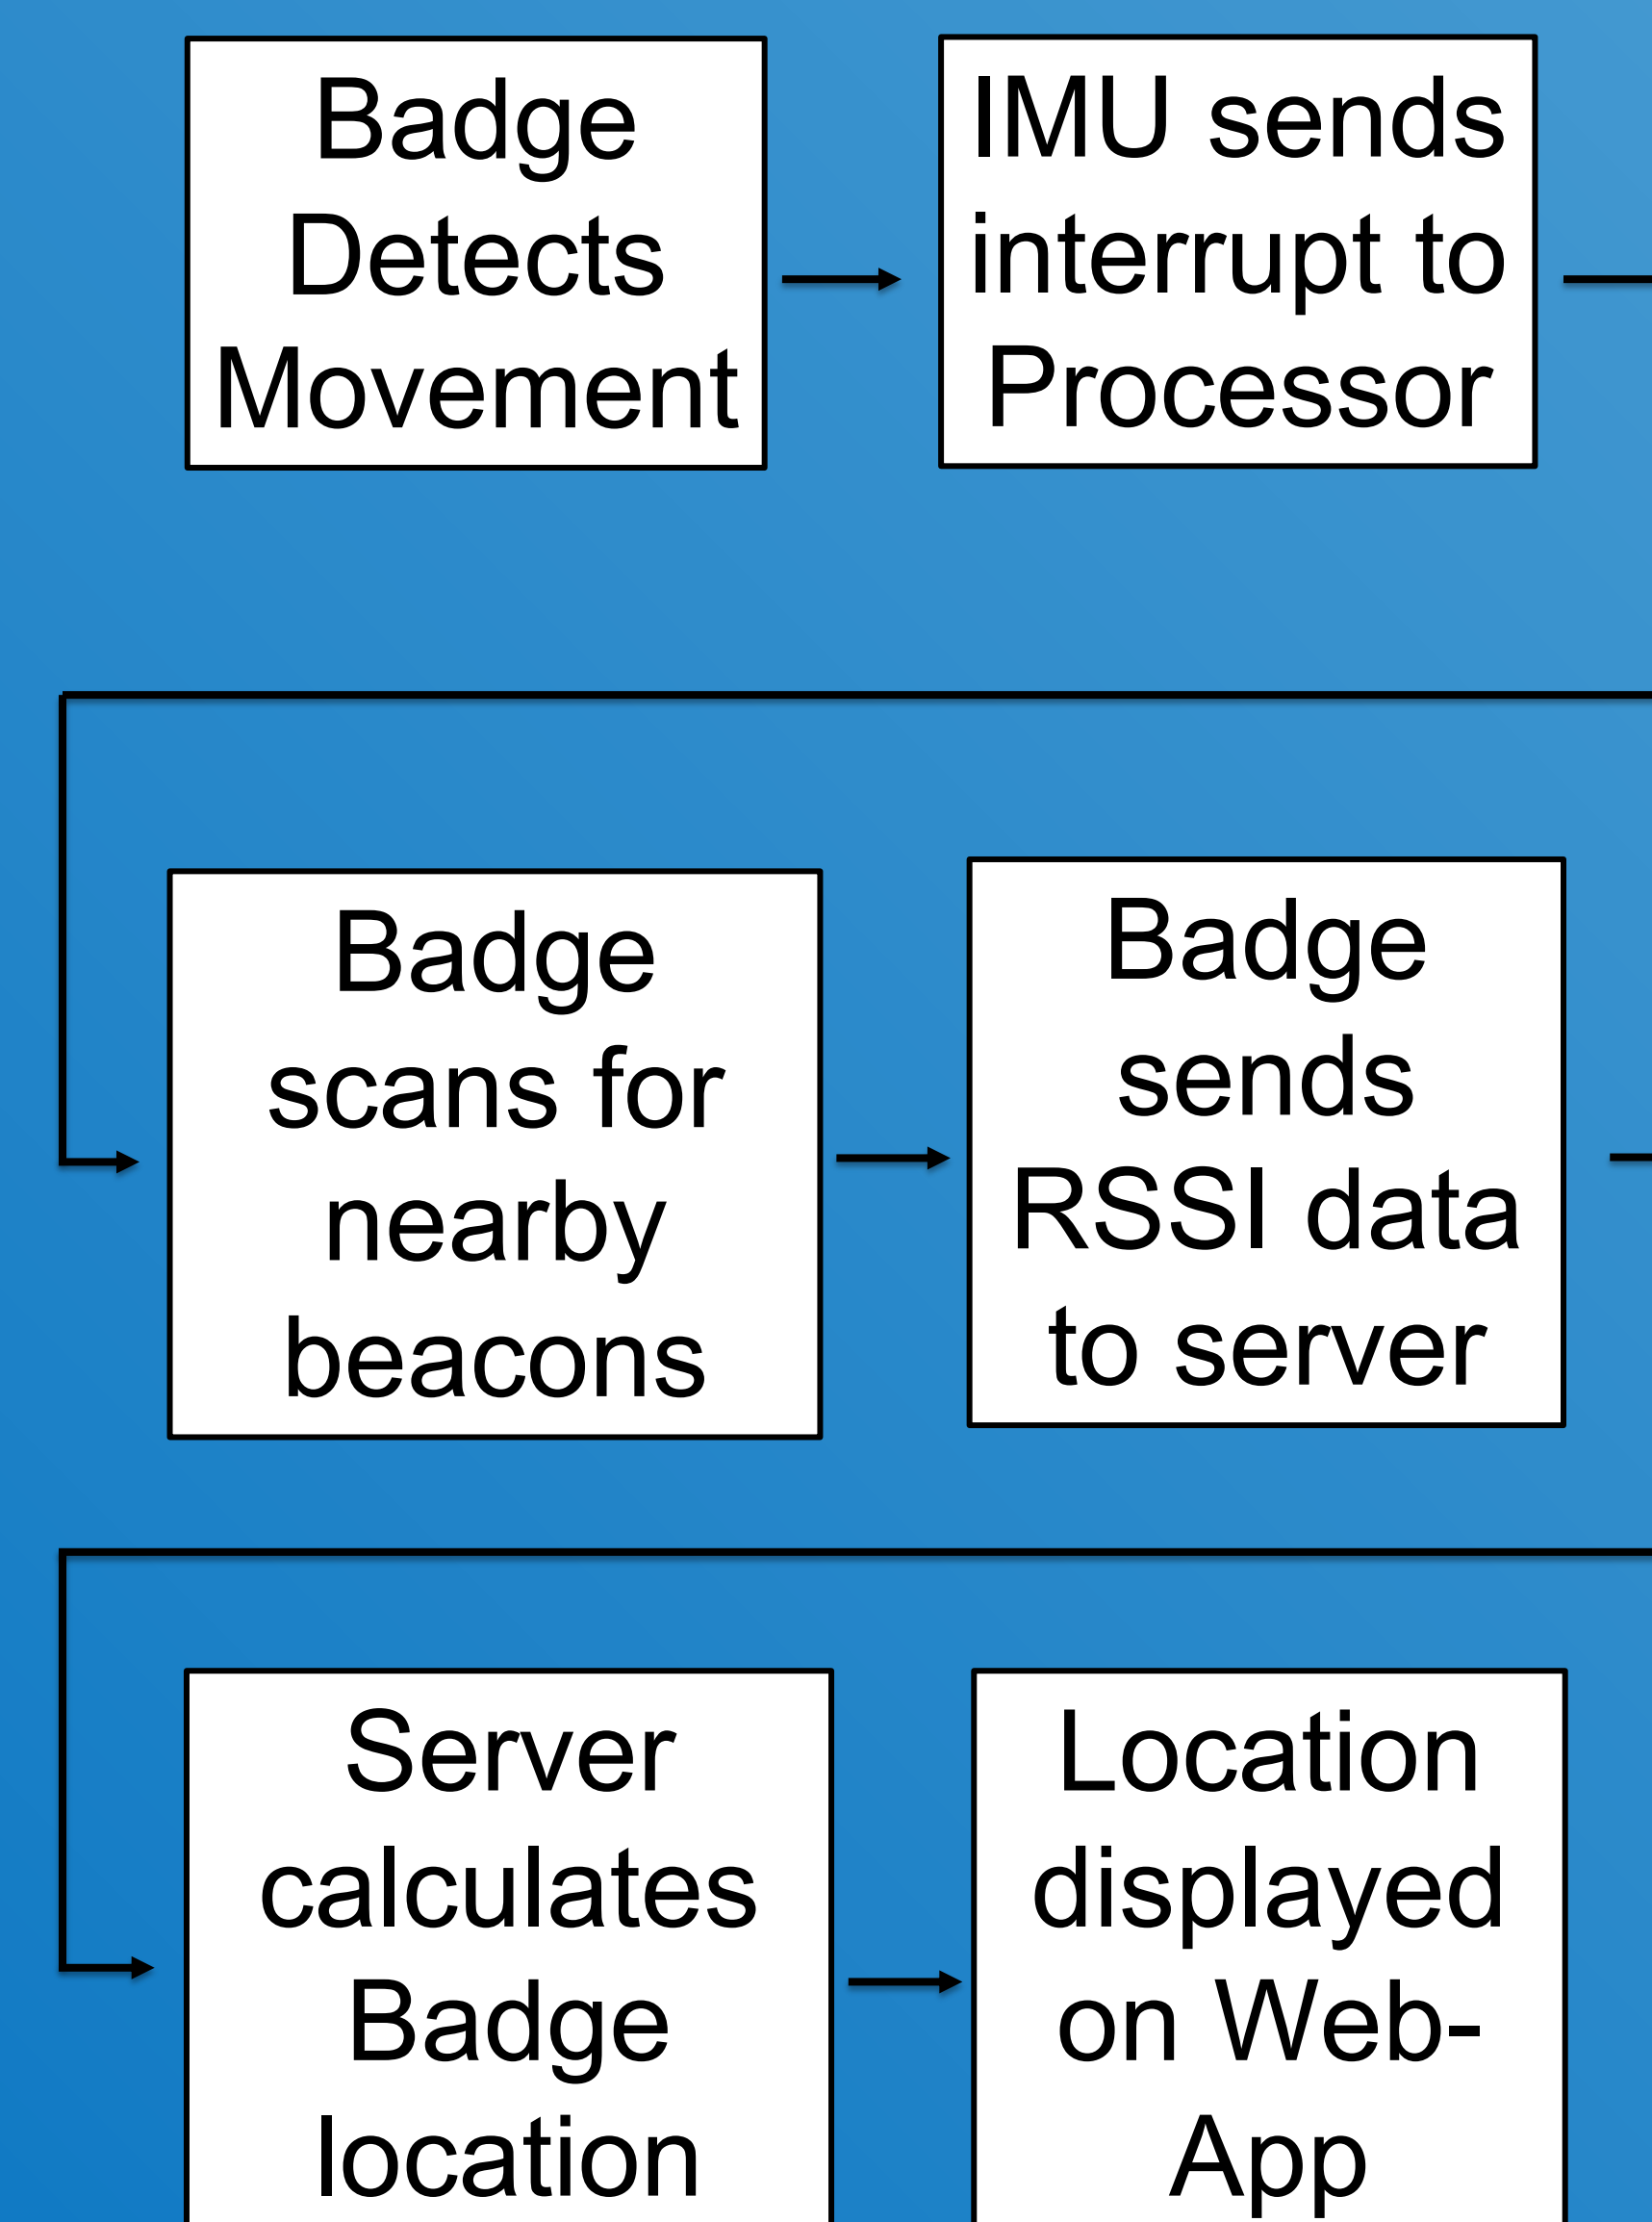 Badge
Detects
Movement
IMU sends
interrupt to
Processor
Badge
scans for
nearby
beacons
Badge
sends
RSSI data
to server
Server
calculates
Badge
location
Location
displayed
on Web-
App